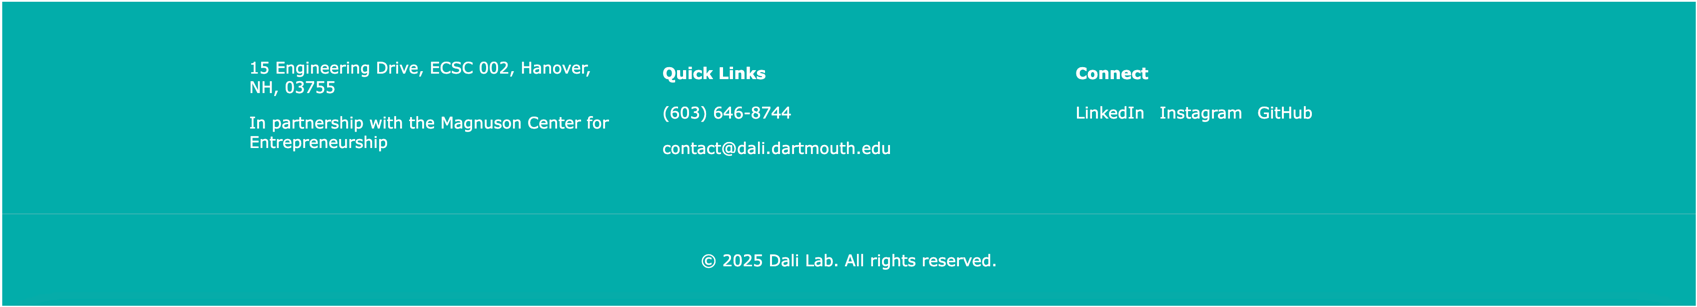 15 Engineering Drive, ECSC 002, Hanover,
NH, 03755
In partnership with the Magnuson Center for
Entrepreneurship
Quick Links
(603) 646-8744
contact@dali.dartmouth.edu
Connect
LinkedIn Instagram GitHub
© 2025 Dali Lab. All rights reserved.